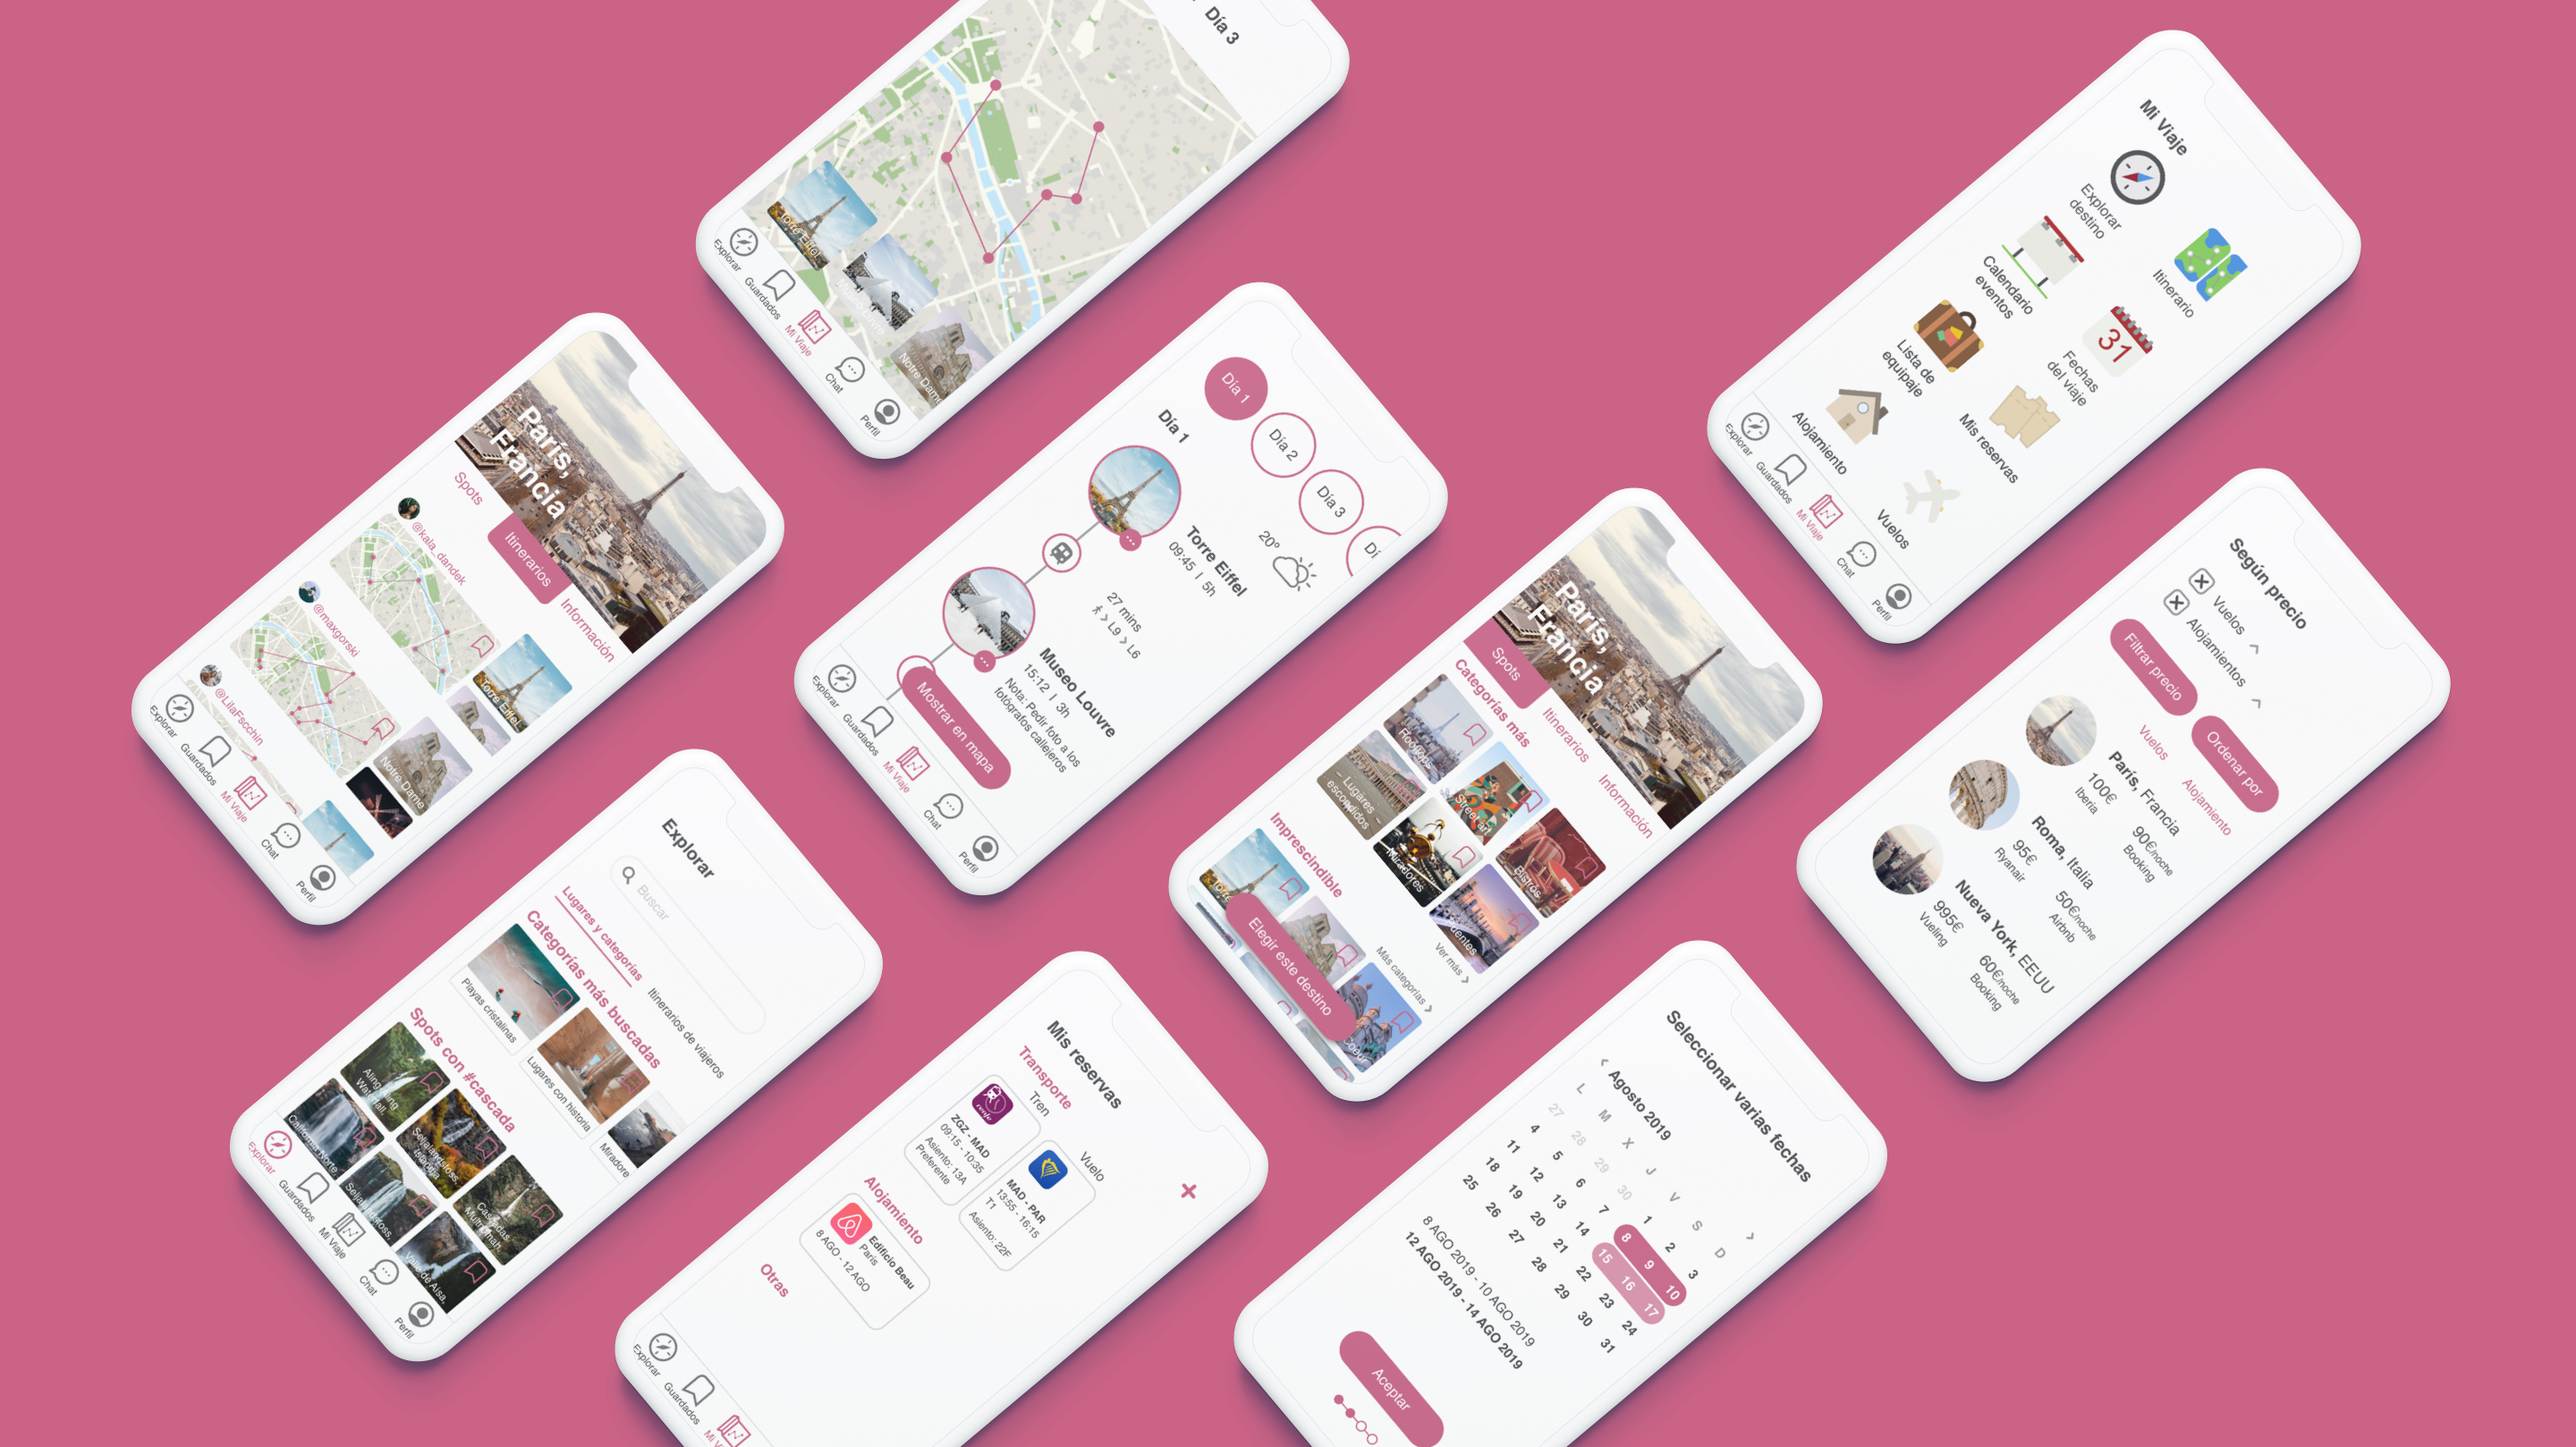 Día 3
Torre Eiffel
Notre Dame
Explorar
Guardados
Mi Viaje
Chat
Perfil
París,
Francia
Spots
Itinerarios
Información
@kala_dandek
@maxgorski
@LilaFscchin
Torre Eiffel
Notre Dame
Explorar
Guardados
Mi Viaje
Chat
Perfil
Día 1
Día 2
Día 3
Dí
Día 1
20°
Torre Eiffel
09:45 | 5h
27 mins
> L9 > L6
Museo Louvre
15:12 | 3h
Nota: Pedir foto a los
fotógrafos callejeros
Mostrar en mapa
Explorar
Guardados
Mi Viaje
Chat
Perfil
Mi Viaje
Explorar
destino
Itinerario
Calendario
eventos
31
Fechas
del viaje
Lista de
equipaje
Mis reservas
Alojamiento
Vuelos
Explorar
Guardados
Mi Viaje
Chat
Perfil
Explorar
Buscar
Lugares y categorías
Itinerarios de viajeros
Categorías más buscadas
Playas cristalinas
Lugares con historia
Miradore
Spots con #cascada
Explorar
Guardados
Mi Viaje
Chat
Perfil
París,
Francia
Spots
Itinerarios
Información
Categorías más
Rooftops
Street art
Bistrós
- Lugares
escondidos
Miradores
uentes
Ver más >
Más categorías >
Imprescindible
Torre
Coeur
Elegir este destino
Según precio
Vuelos
Alojamientos
Filtrar precio
Ordenar por
Vuelos
Alojamiento
París, Francia
100€
Iberia
90€/noche
Booking
Roma, Italia
95€
Ryanair
50€/noche
Airbnb
Nueva York, EEUU
995€
Vueling
60€/noche
Booking
Mis reservas
Transporte
Tren
renfe
ZGZ - MAD
09:15 - 10:35
Asiento: 13A
Preferente
Vuelo
MAD - PAR
13:55 - 16:15
T1
Asiento: 22F
Alojamiento
Edificio Beau
París
8 AGO - 12 AGO
Otras
Explorar
Guardados
Mi V
Seleccionar varias fechas
< Agosto 2019 >
L M X J V S D
27 28 29 30 1 2 3
4 5 6 7 8 9 10
11 12 13 14 15 16 17
18 19 20 21 22 23 24
25 26 27 28 29 30 31
8 AGO 2019 - 10 AGO 2019
12 AGO 2019 - 14 AGO 2019
Aceptar